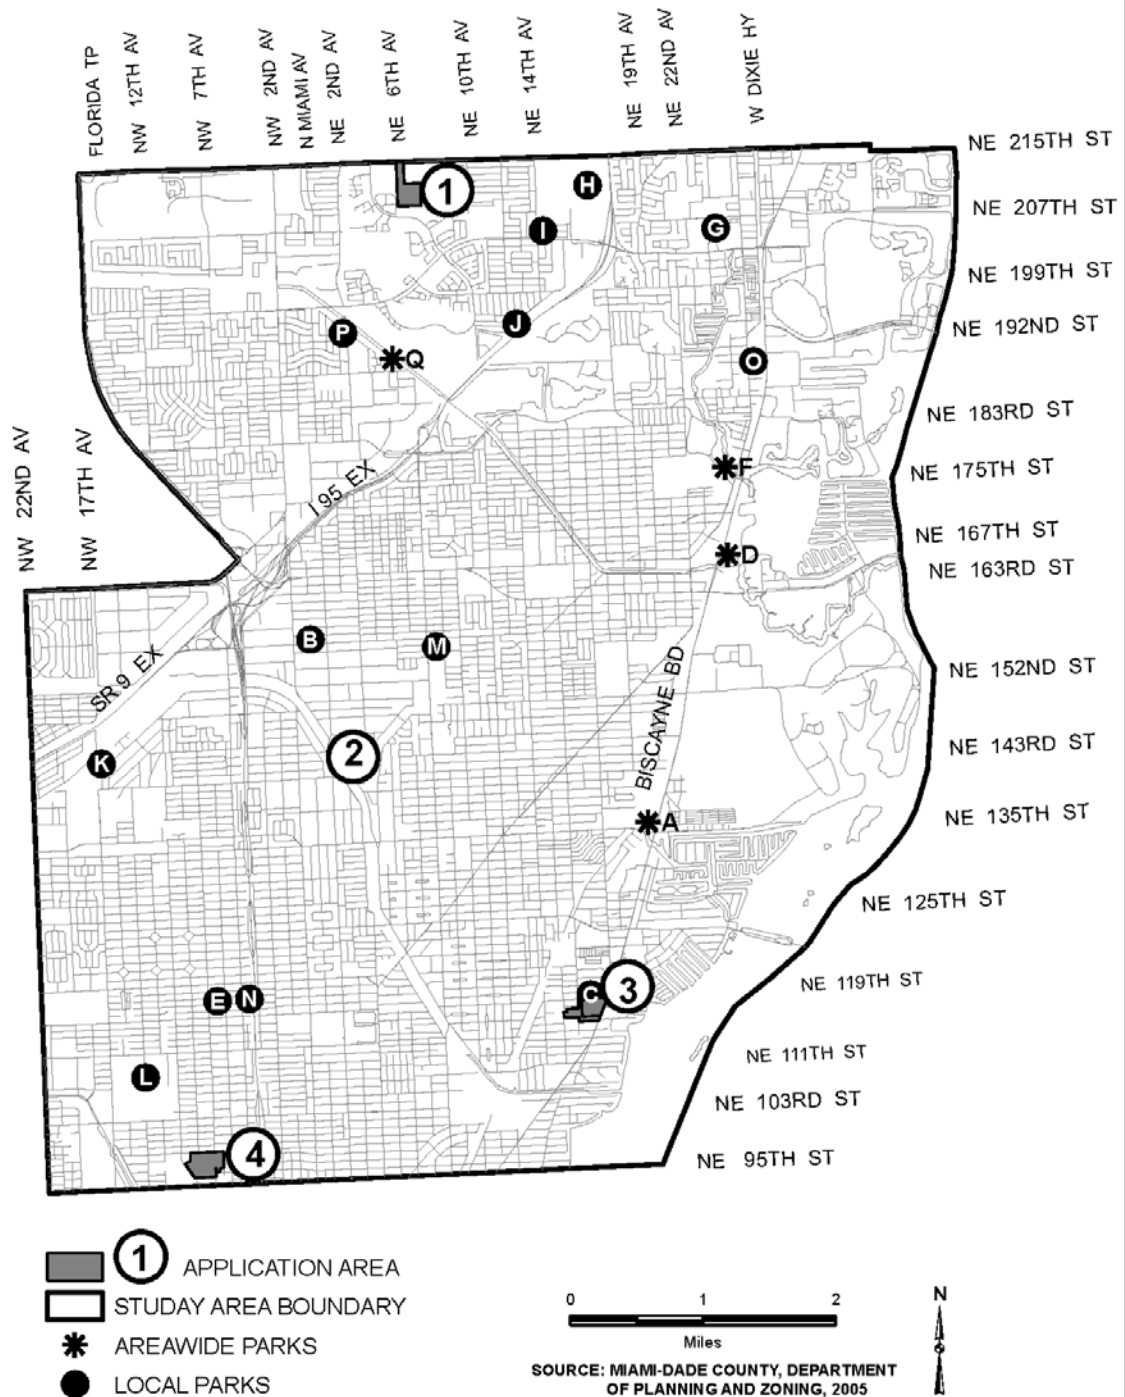 FLORIDA TP
NW 12TH AV
NW 7TH AV
NW 2ND AV
N MIAMI AV
NE 2ND AV
NE 6TH AV
NE 10TH AV
NE 14TH AV
NE 19TH AV
NE 22ND AV
W DIXIE HY
NE 215TH ST
NE 207TH ST
NE 199TH ST
NE 192ND ST
NE 183RD ST
NE 175TH ST
NE 167TH ST
NE 163RD ST
NE 152ND ST
NE 143RD ST
NE 135TH ST
NE 125TH ST
NE 119TH ST
NE 111TH ST
NE 103RD ST
NE 95TH ST
NW 22ND AV
NW 17TH AV
1
H
I
G
J
P
Q
O
I 95 EX
F
D
B
M
SR 9 EX
BISCAYNE BD
2
K
A
C
3
E
N
L
4
1 APPLICATION AREA
STUDAY AREA BOUNDARY
AREAWIDE PARKS
LOCAL PARKS
0 1 2
Miles
N
SOURCE: MIAMI-DADE COUNTY, DEPARTMENT
OF PLANNING AND ZONING, 2005